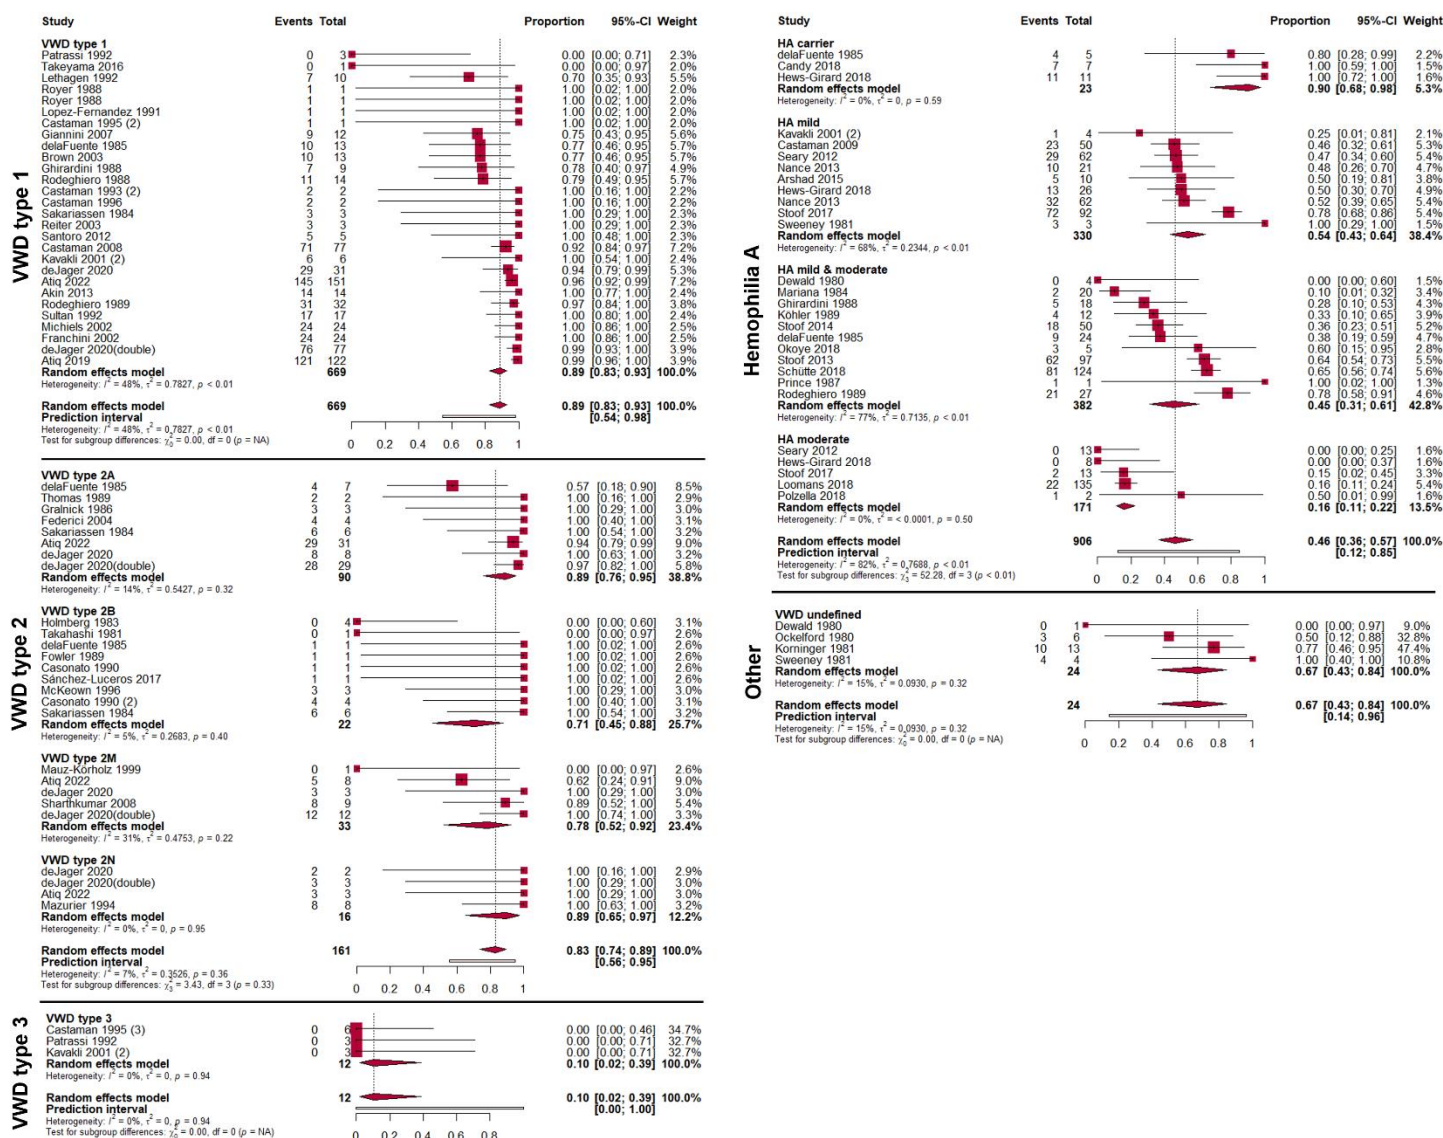 Study Events Total Proportion 95%-CI Weight
VWD type 1
VWD type 1
Patrassi 1992 0 3 0.00 [0.00; 0.71] 2.3%
Takeyama 2016 0 1 0.00 [0.00; 0.97] 2.0%
Lethagen 1992 7 10 0.70 [0.35; 0.93] 5.5%
Royer 1988 1 1 1.00 [0.02; 1.00] 2.0%
Royer 1988 1 1 1.00 [0.02; 1.00] 2.0%
Lopez-Fernandez 1991 1 1 1.00 [0.02; 1.00] 2.0%
Castaman 1995 (2) 1 1 1.00 [0.02; 1.00] 2.0%
Giannini 2007 9 12 0.75 [0.43; 0.95] 5.6%
delaFuente 1985 10 13 0.77 [0.46; 0.95] 5.7%
Brown 2003 10 13 0.77 [0.46; 0.95] 5.7%
Ghirardini 1988 7 9 0.78 [0.40; 0.97] 4.9%
Rodeghiero 1988 11 14 0.79 [0.49; 0.95] 5.7%
Castaman 1993 (2) 2 2 1.00 [0.16; 1.00] 2.2%
Castaman 1996 2 2 1.00 [0.16; 1.00] 2.2%
Sakariassen 1984 3 3 1.00 [0.29; 1.00] 2.3%
Reiter 2003 3 3 1.00 [0.29; 1.00] 2.3%
Santoro 2012 5 5 1.00 [0.48; 1.00] 2.4%
Castaman 2008 71 77 0.92 [0.84; 0.97] 7.2%
Kavakli 2001 (2) 6 6 1.00 [0.54; 1.00] 2.4%
deJager 2020 29 31 0.94 [0.79; 0.99] 5.2%
Atiq 2022 145 151 0.96 [0.92; 0.99] 7.2%
Akin 2013 14 14 1.00 [0.77; 1.00] 2.5%
Rodeghiero 1989 31 32 0.97 [0.84; 1.00] 3.8%
Sultan 1992 17 17 1.00 [0.80; 1.00] 2.5%
Michiels 2002 24 24 1.00 [0.86; 1.00] 2.5%
Franchini 2002 24 24 1.00 [0.86; 1.00] 2.5%
deJager 2020(double) 76 77 0.99 [0.93; 1.00] 3.9%
Atiq 2019 121 122 0.99 [0.96; 1.00] 3.9%
Random effects model 669 0.89 [0.83; 0.93] 100.0%
Heterogeneity: I² = 48%, τ² = 0.7827, p < 0.01
Random effects model 669 0.89 [0.83; 0.93] 100.0%
Prediction interval [0.54; 0.98]
Heterogeneity: I² = 48%, τ² = 0.7827, p < 0.01
Test for subgroup differences: χ²₀ = 0.00, df = 0 (p = NA)
0 0.2 0.4 0.6 0.8 1
VWD type 2
VWD type 2A
delaFuente 1985 4 7 0.57 [0.18; 0.90] 8.5%
Thomas 1989 2 2 1.00 [0.16; 1.00] 2.9%
Gralnick 1986 3 3 1.00 [0.29; 1.00] 3.0%
Federici 2004 4 4 1.00 [0.40; 1.00] 3.1%
Sakariassen 1984 6 6 1.00 [0.54; 1.00] 3.2%
Atiq 2022 29 31 0.94 [0.79; 0.99] 9.0%
deJager 2020 8 8 1.00 [0.63; 1.00] 3.2%
deJager 2020(double) 28 29 0.97 [0.82; 1.00] 5.8%
Random effects model 90 0.89 [0.76; 0.95] 38.8%
Heterogeneity: I² = 14%, τ² = 0.5427, p = 0.32
VWD type 2B
Holmberg 1983 0 4 0.00 [0.00; 0.60] 3.1%
Takahashi 1981 0 1 0.00 [0.00; 0.97] 2.6%
delaFuente 1985 1 1 1.00 [0.02; 1.00] 2.6%
Fowler 1989 1 1 1.00 [0.02; 1.00] 2.6%
Casonato 1990 1 1 1.00 [0.02; 1.00] 2.6%
Sánchez-Luceros 2017 1 1 1.00 [0.02; 1.00] 2.6%
McKeown 1996 3 3 1.00 [0.29; 1.00] 3.0%
Casonato 1990 (2) 4 4 1.00 [0.40; 1.00] 3.1%
Sakariassen 1984 6 6 1.00 [0.54; 1.00] 3.2%
Random effects model 22 0.71 [0.45; 0.88] 25.7%
Heterogeneity: I² = 5%, τ² = 0.2683, p = 0.40
VWD type 2M
Mauz-Körholz 1999 0 1 0.00 [0.00; 0.97] 2.6%
Atiq 2022 5 8 0.62 [0.24; 0.91] 9.0%
deJager 2020 3 3 1.00 [0.29; 1.00] 3.0%
Sharthkumar 2008 8 9 0.89 [0.52; 1.00] 5.4%
deJager 2020(double) 12 12 1.00 [0.74; 1.00] 3.3%
Random effects model 33 0.78 [0.52; 0.92] 23.4%
Heterogeneity: I² = 31%, τ² = 0.4753, p = 0.22
VWD type 2N
deJager 2020 2 2 1.00 [0.16; 1.00] 2.9%
deJager 2020(double) 3 3 1.00 [0.29; 1.00] 3.0%
Atiq 2022 3 3 1.00 [0.29; 1.00] 3.0%
Mazurier 1994 8 8 1.00 [0.63; 1.00] 3.2%
Random effects model 16 0.89 [0.65; 0.97] 12.2%
Heterogeneity: I² = 0%, τ² = 0, p = 0.95
Random effects model 161 0.83 [0.74; 0.89] 100.0%
Prediction interval [0.56; 0.95]
Heterogeneity: I² = 7%, τ² = 0.3526, p = 0.36
Test for subgroup differences: χ²₃ = 3.43, df = 3 (p = 0.33)
0 0.2 0.4 0.6 0.8 1
VWD type 3
VWD type 3
Castaman 1995 (3) 0 6 0.00 [0.00; 0.46] 34.7%
Patrassi 1992 0 3 0.00 [0.00; 0.71] 32.7%
Kavakli 2001 (2) 0 3 0.00 [0.00; 0.71] 32.7%
Random effects model 12 0.10 [0.02; 0.39] 100.0%
Heterogeneity: I² = 0%, τ² = 0, p = 0.94
Random effects model 12 0.10 [0.02; 0.39] 100.0%
Prediction interval [0.00; 1.00]
Heterogeneity: I² = 0%, τ² = 0, p = 0.94
Test for subgroup differences: χ²₀ = 0.00, df = 0 (p = NA)
0 0.2 0.4 0.6 0.8
Study Events Total Proportion 95%-CI Weight
Hemophilia A
HA carrier
delaFuente 1985 4 5 0.80 [0.28; 0.99] 2.2%
Candy 2018 7 7 1.00 [0.59; 1.00] 1.6%
Hews-Girard 2018 11 11 1.00 [0.72; 1.00] 1.6%
Random effects model 23 0.90 [0.68; 0.98] 5.3%
Heterogeneity: I² = 0%, τ² = 0, p = 0.59
HA mild
Kavakli 2001 (2) 1 4 0.25 [0.01; 0.81] 2.1%
Castaman 2009 23 50 0.46 [0.32; 0.61] 5.3%
Seary 2012 29 62 0.47 [0.34; 0.60] 5.3%
Nance 2013 10 21 0.48 [0.26; 0.70] 4.7%
Arshad 2015 5 10 0.50 [0.19; 0.81] 3.8%
Hews-Girard 2018 13 26 0.50 [0.30; 0.70] 4.9%
Nance 2013 32 62 0.52 [0.39; 0.65] 5.4%
Stoof 2017 72 92 0.78 [0.68; 0.86] 5.4%
Sweeney 1981 3 3 1.00 [0.29; 1.00] 1.5%
Random effects model 330 0.54 [0.43; 0.64] 38.4%
Heterogeneity: I² = 68%, τ² = 0.2344, p < 0.01
HA mild & moderate
Dewald 1980 0 4 0.00 [0.00; 0.60] 1.5%
Mariana 1984 2 20 0.10 [0.01; 0.32] 3.4%
Ghirardini 1988 5 18 0.28 [0.10; 0.53] 4.3%
Köhler 1989 4 12 0.33 [0.10; 0.65] 3.9%
Stoof 2014 18 50 0.36 [0.23; 0.51] 5.2%
delaFuente 1985 9 24 0.38 [0.19; 0.59] 4.7%
Okoye 2018 3 5 0.60 [0.15; 0.95] 2.8%
Stoof 2013 62 97 0.64 [0.54; 0.73] 5.5%
Schütte 2018 81 124 0.65 [0.56; 0.74] 5.6%
Prince 1987 1 1 1.00 [0.02; 1.00] 1.3%
Rodeghiero 1989 21 27 0.78 [0.58; 0.91] 4.6%
Random effects model 382 0.45 [0.31; 0.61] 42.8%
Heterogeneity: I² = 77%, τ² = 0.7135, p < 0.01
HA moderate
Seary 2012 0 13 0.00 [0.00; 0.25] 1.6%
Hews-Girard 2018 0 8 0.00 [0.00; 0.37] 1.6%
Stoof 2017 2 13 0.15 [0.02; 0.45] 3.3%
Loomans 2018 22 135 0.16 [0.11; 0.24] 5.4%
Polzella 2018 1 2 0.50 [0.01; 0.99] 1.7%
Random effects model 171 0.16 [0.11; 0.22] 13.5%
Heterogeneity: I² = 0%, τ² = < 0.0001, p = 0.50
Random effects model 906 0.46 [0.36; 0.57] 100.0%
Prediction interval [0.12; 0.85]
Heterogeneity: I² = 82%, τ² = 0.7688, p < 0.01
Test for subgroup differences: χ²₃ = 52.28, df = 3 (p < 0.01)
0 0.2 0.4 0.6 0.8 1
Other
VWD undefined
Dewald 1980 0 1 0.00 [0.00; 0.97] 9.0%
Ockelford 1980 3 6 0.50 [0.12; 0.88] 32.8%
Korninger 1981 10 13 0.77 [0.46; 0.95] 47.4%
Sweeney 1981 4 4 1.00 [0.40; 1.00] 10.8%
Random effects model 24 0.67 [0.43; 0.84] 100.0%
Heterogeneity: I² = 15%, τ² = 0.0930, p = 0.32
Random effects model 24 0.67 [0.43; 0.84] 100.0%
Prediction interval [0.14; 0.96]
Heterogeneity: I² = 15%, τ² = 0.0930, p = 0.32
Test for subgroup differences: χ²₀ = 0.00, df = 0 (p = NA)
0 0.2 0.4 0.6 0.8 1